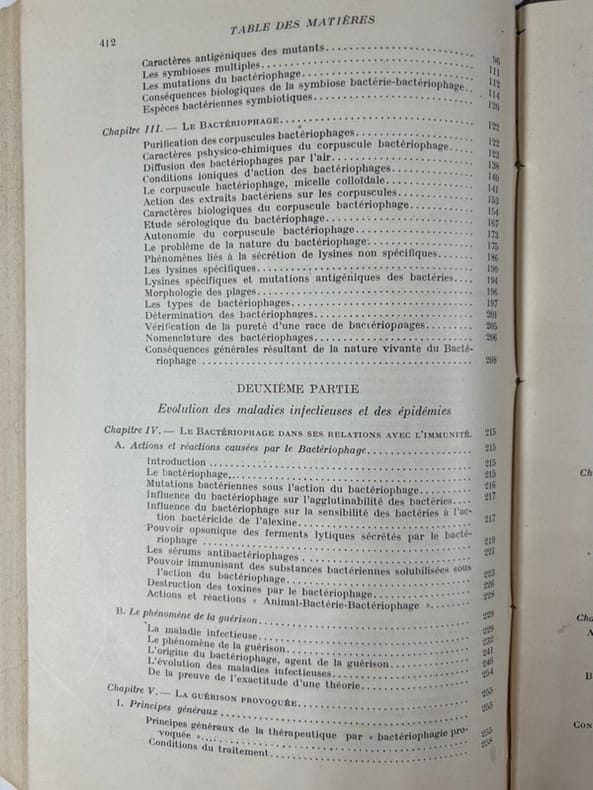 412
TABLE DES MATIÈRES
Caractères antigéniques des mutants 96
Les symbioses multiples 111
Les mutations du bactériophage 112
Conséquences biologiques de la symbiose bactérie-bactériophage 114
Espèces bactériennes symbiotiques 120
Chapitre III. — LE BACTÉRIOPHAGE 122
Purification des corpuscules bactériophages 122
Caractères pshysico-chimiques du corpuscule bactériophage 123
Diffusion des bactériophages par l'air 138
Conditions ioniques d'action des bactériophages 140
Le corpuscule bactériophage, micelle colloïdale 141
Action des extraits bactériens sur les corpuscules 153
Caractères biologiques du corpuscule bactériophage 154
Etude sérologique du bactériophage 167
Autonomie du corpuscule bactériophage 173
Le problème de la nature du bactériophage 175
Phénomènes liés à la sécrétion de lysines non spécifiques 186
Les lysines spécifiques 190
Lysines spécifiques et mutations antigéniques des bactéries 194
Morphologie des plages 196
Les types de bactériophages 197
Détermination des bactériophages 201
Vérification de la pureté d'une race de bactériophages 205
Nomenclature des bactériophages 206
Conséquences générales résultant de la nature vivante du Bacté-
riophage 208
DEUXIÈME PARTIE
Evolution des maladies infectieuses et des épidémies
Chapitre IV. — LE BACTÉRIOPHAGE DANS SES RELATIONS AVEC L'IMMUNITÉ. 215
A. Actions et réactions causées par le Bactériophage 215
Introduction 215
Le bactériophage 215
Mutations bactériennes sous l'action du bactériophage 216
Influence du bactériophage sur l'agglutinabilité des bactéries 217
Influence du bactériophage sur la sensibilité des bactéries à l'ac-
tion bactéricide de l'alexine 217
Pouvoir opsonique des ferments lytiques sécrétés par le bacté-
riophage 219
Les sérums antibactériophages 221
Pouvoir immunisant des substances bactériennes solubilisées sous
l'action du bactériophage 223
Destruction des toxines par le bactériophage 226
Actions et réactions « Animal-Bactérie-Bactériophage » 228
B. Le phénomène de la guérison 229
La maladie infectieuse 229
Le phénomène de la guérison 232
L'origine du bactériophage, agent de la guérison 241
L'évolution des maladies infectieuses 246
De la preuve de l'exactitude d'une théorie 254
Chapitre V. — LA GUÉRISON PROVOQUÉE 255
I. Principes généraux 255
Principes généraux de la thérapeutique par « bactériophagie pro-
voquée » 255
Conditions du traitement 258
Ch
Cha
A
B
CON